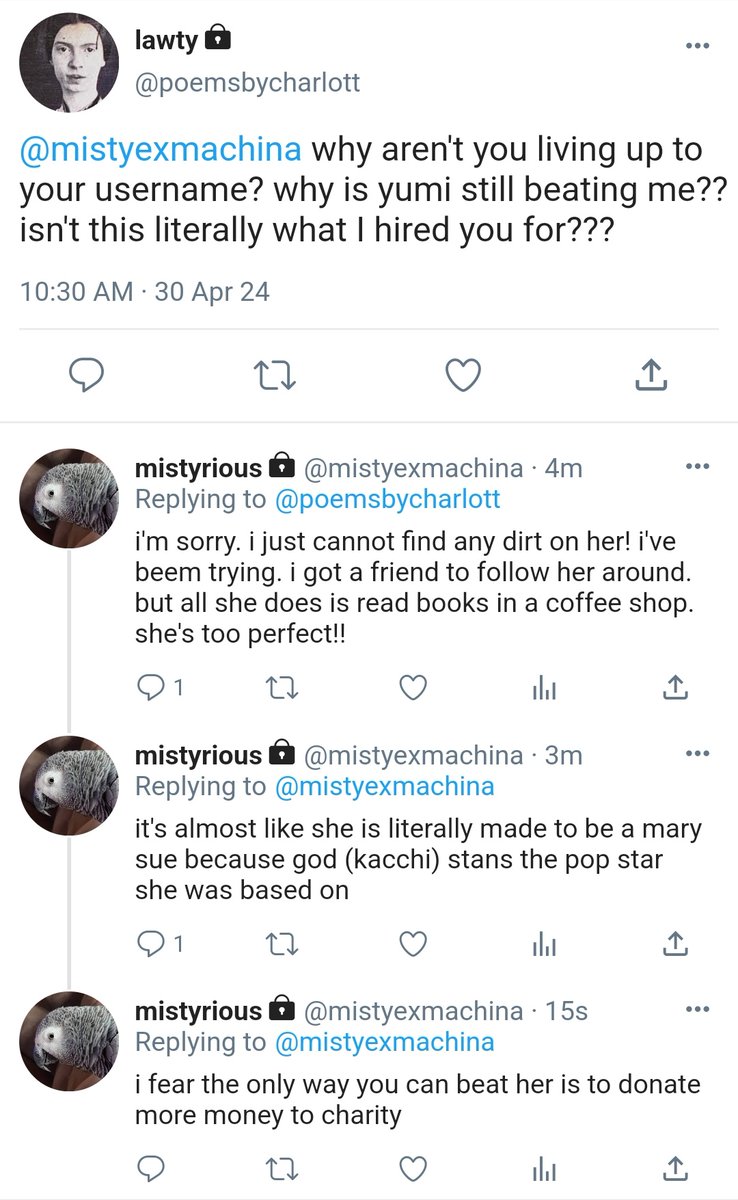 lawty
@poemsbycharlott
@mistyexmachina why aren't you living up to
your username? why is yumi still beating me??
isn't this literally what I hired you for???
10:30 AM · 30 Apr 24
mistyrious @mistyexmachina · 4m
Replying to @poemsbycharlott
i'm sorry. i just cannot find any dirt on her! i've
beem trying. i got a friend to follow her around.
but all she does is read books in a coffee shop.
she's too perfect!!
1
mistyrious @mistyexmachina · 3m
Replying to @mistyexmachina
it's almost like she is literally made to be a mary
sue because god (kacchi) stans the pop star
she was based on
1
mistyrious @mistyexmachina · 15s
Replying to @mistyexmachina
i fear the only way you can beat her is to donate
more money to charity